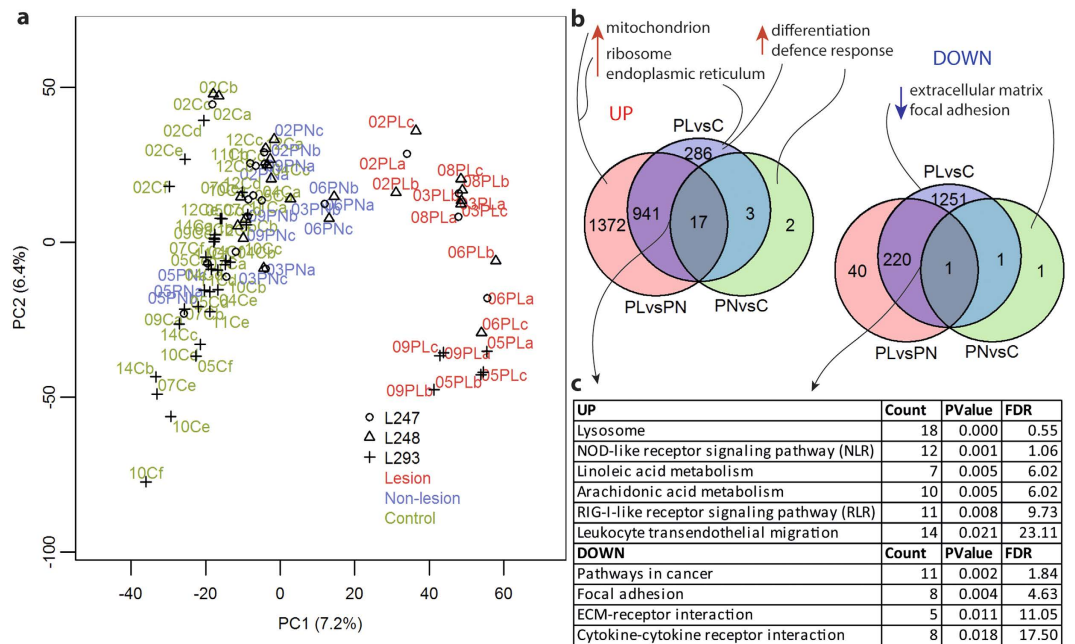 a
PC2 (6.4%)
50
0
-50
-100
-40
-20
0
20
40
60
PC1 (7.2%)
02Cb
02Cc
02Ca
02Cd
02Ce
02PNc
02PNb
12Cc
06PNb
06PNc
09PNb
09PNc
03PNa
03PNc
02PLc
02PLa
02PLb
08PLc
08PLb
03PLb
03PLa
03PLc
08PLa
06PLb
06PLa
06PLc
05PLa
09PLc
09PLa
05PLb
05PLc
09PLb
10Cc
10Cb
04Ce
11Ce
09Ca
07Cb
14Cc
05Cf
14Cb
07Ce
10Ce
10Cf
L247
L248
L293
Lesion
Non-lesion
Control
b
mitochondrion
ribosome
endoplasmic reticulum
differentiation
defence response
UP
PLvsC
286
941
17
3
1372
2
PLvsPN
PNvsC
DOWN
extracellular matrix
focal adhesion
PLvsC
1251
220
1
1
40
1
PLvsPN
PNvsC
c
UP Count PValue FDR
Lysosome 18 0.000 0.55
NOD-like receptor signaling pathway (NLR) 12 0.001 1.06
Linoleic acid metabolism 7 0.005 6.02
Arachidonic acid metabolism 10 0.005 6.02
RIG-I-like receptor signaling pathway (RLR) 11 0.008 9.73
Leukocyte transendothelial migration 14 0.021 23.11
DOWN Count PValue FDR
Pathways in cancer 11 0.002 1.84
Focal adhesion 8 0.004 4.63
ECM-receptor interaction 5 0.011 11.05
Cytokine-cytokine receptor interaction 8 0.018 17.50